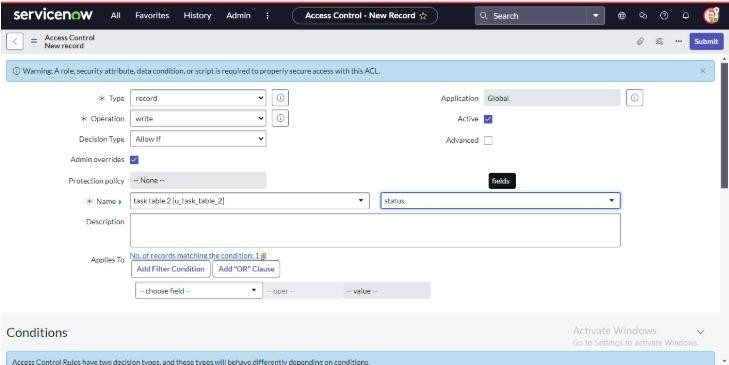 servicenow All Favorites History Admin Access Control - New Record Search
Access Control
New record
Submit
Warning: A role, security attribute, data condition, or script is required to properly secure access with this ACL.
Type record Application Global
Operation write Active
Decision Type Allow If Advanced
Admin overrides
Protection policy -- None -- fields
Name task table 2 [u_task_table_2] status
Description
Applies To No. of records matching the condition: 1
Add Filter Condition Add "OR" Clause
-- choose field -- -- oper -- -- value --
Conditions
Activate Windows
Go to Settings to activate Windows.
Access Control Rules have two decision types, and these types will behave differently depending on conditions.